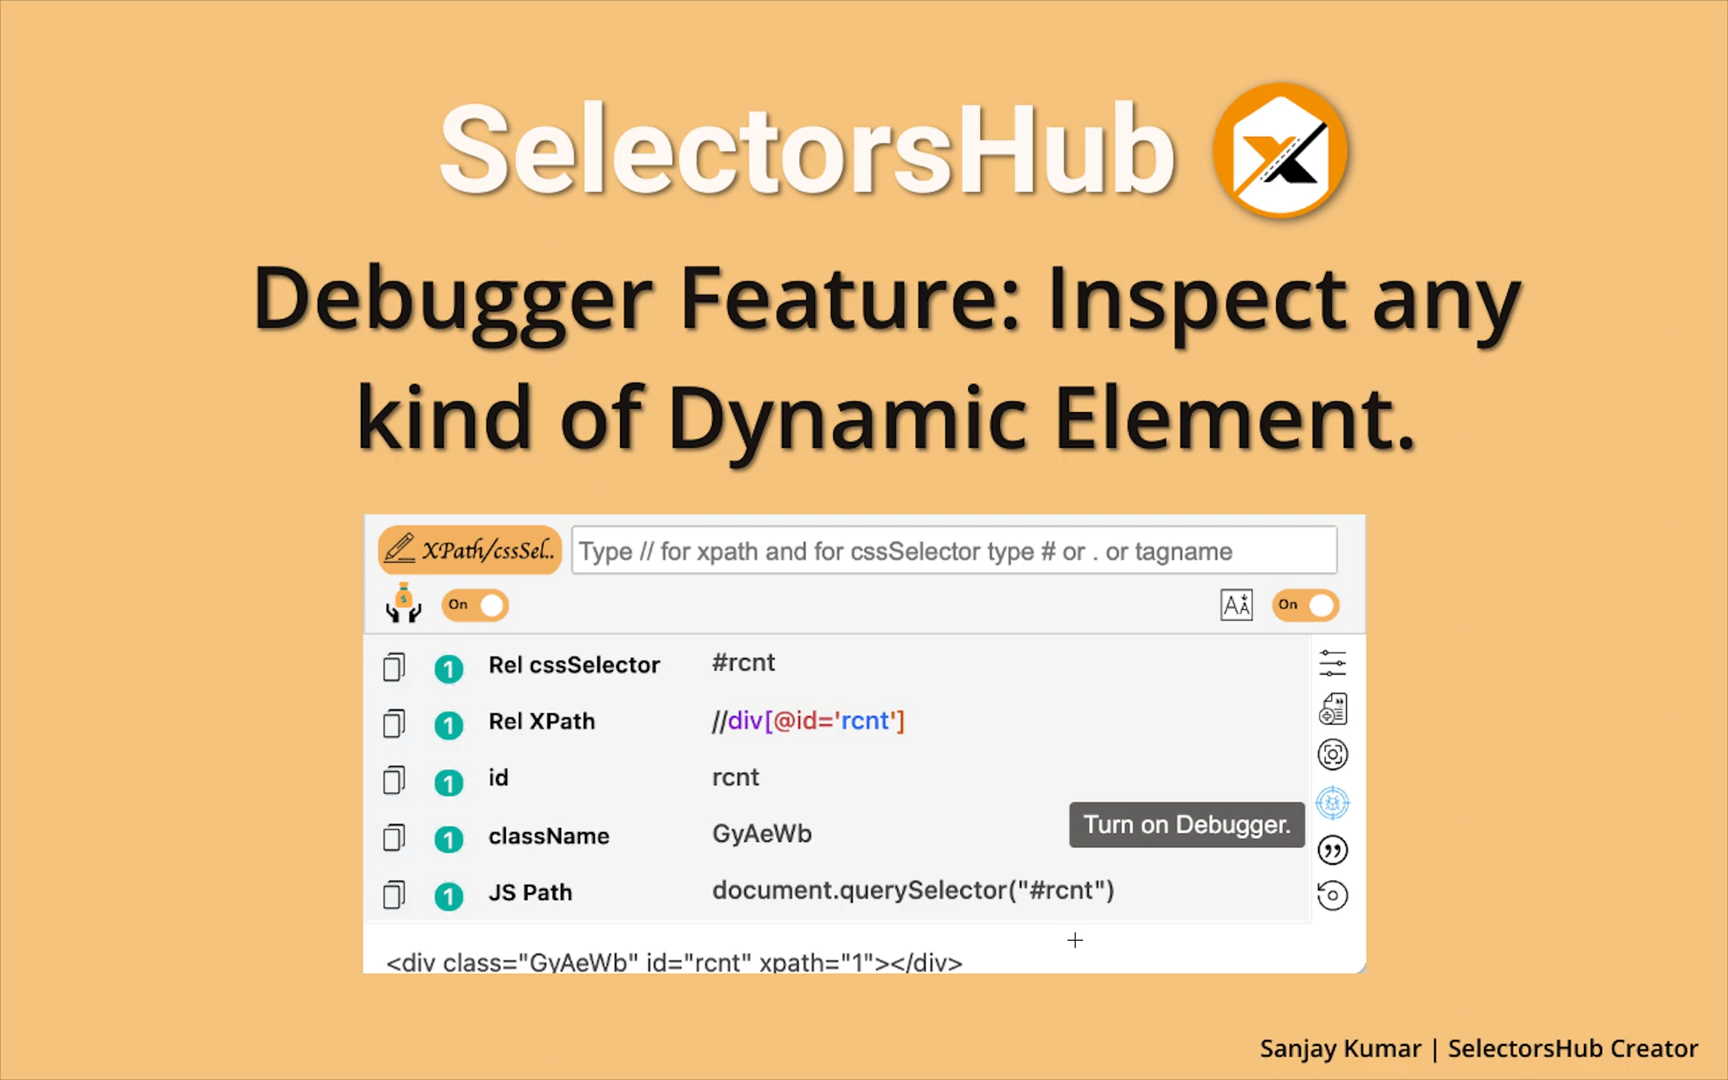 SelectorsHub
Debugger Feature: Inspect any
kind of Dynamic Element.
XPath/cssSel.. Type // for xpath and for cssSelector type # or . or tagname
On On
1 Rel cssSelector #rcnt
1 Rel XPath //div[@id='rcnt']
1 id rcnt
1 className GyAeWb
Turn on Debugger.
1 JS Path document.querySelector("#rcnt")
<div class="GyAeWb" id="rcnt" xpath="1"></div>
Sanjay Kumar | SelectorsHub Creator